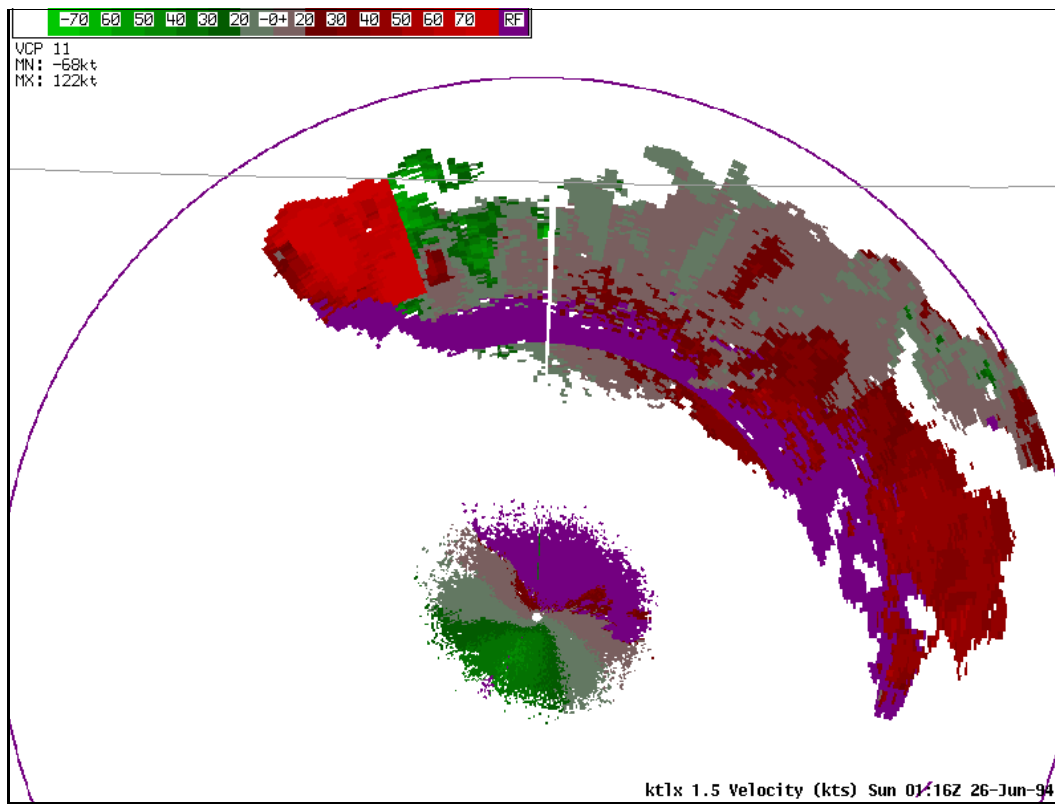 -70 60 50 40 30 20 -0+ 20 30 40 50 60 70 RF
VCP 11
MN: -68kt
MX: 122kt
ktlx 1.5 Velocity (kts) Sun 01:16Z 26-Jun-94